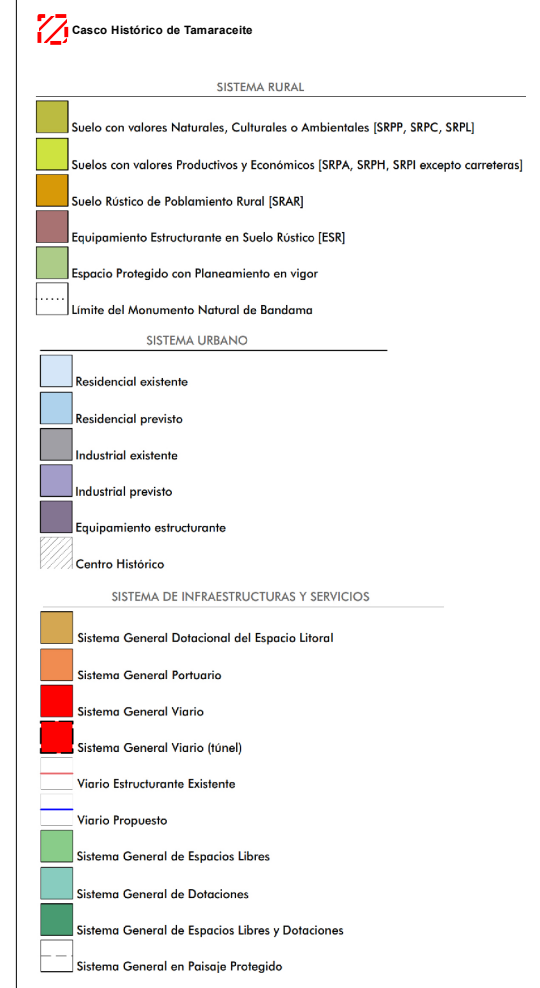 Casco Histórico de Tamaraceite
SISTEMA RURAL
Suelo con valores Naturales, Culturales o Ambientales [SRPP, SRPC, SRPL]
Suelos con valores Productivos y Económicos [SRPA, SRPH, SRPI excepto carreteras]
Suelo Rústico de Poblamiento Rural [SRAR]
Equipamiento Estructurante en Suelo Rústico [ESR]
Espacio Protegido con Planeamiento en vigor
Límite del Monumento Natural de Bandama
SISTEMA URBANO
Residencial existente
Residencial previsto
Industrial existente
Industrial previsto
Equipamiento estructurante
Centro Histórico
SISTEMA DE INFRAESTRUCTURAS Y SERVICIOS
Sistema General Dotacional del Espacio Litoral
Sistema General Portuario
Sistema General Viario
Sistema General Viario (túnel)
Viario Estructurante Existente
Viario Propuesto
Sistema General de Espacios Libres
Sistema General de Dotaciones
Sistema General de Espacios Libres y Dotaciones
Sistema General en Paisaje Protegido